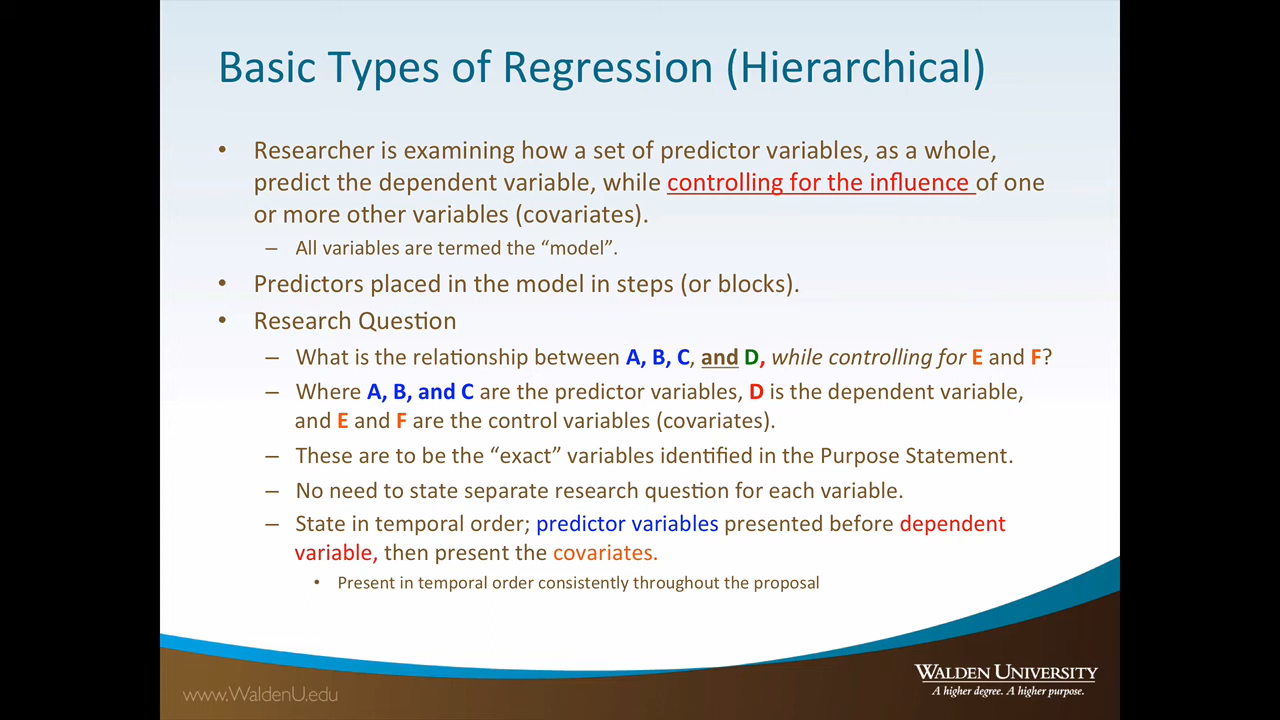 Basic Types of Regression (Hierarchical)
• Researcher is examining how a set of predictor variables, as a whole,
predict the dependent variable, while controlling for the influence of one
or more other variables (covariates).
– All variables are termed the “model”.
• Predictors placed in the model in steps (or blocks).
• Research Question
– What is the relationship between A, B, C, and D, while controlling for E and F?
– Where A, B, and C are the predictor variables, D is the dependent variable,
and E and F are the control variables (covariates).
– These are to be the “exact” variables identified in the Purpose Statement.
– No need to state separate research question for each variable.
– State in temporal order; predictor variables presented before dependent
variable, then present the covariates.
• Present in temporal order consistently throughout the proposal
WALDEN UNIVERSITY
A higher degree. A higher purpose.
www.WaldenU.edu